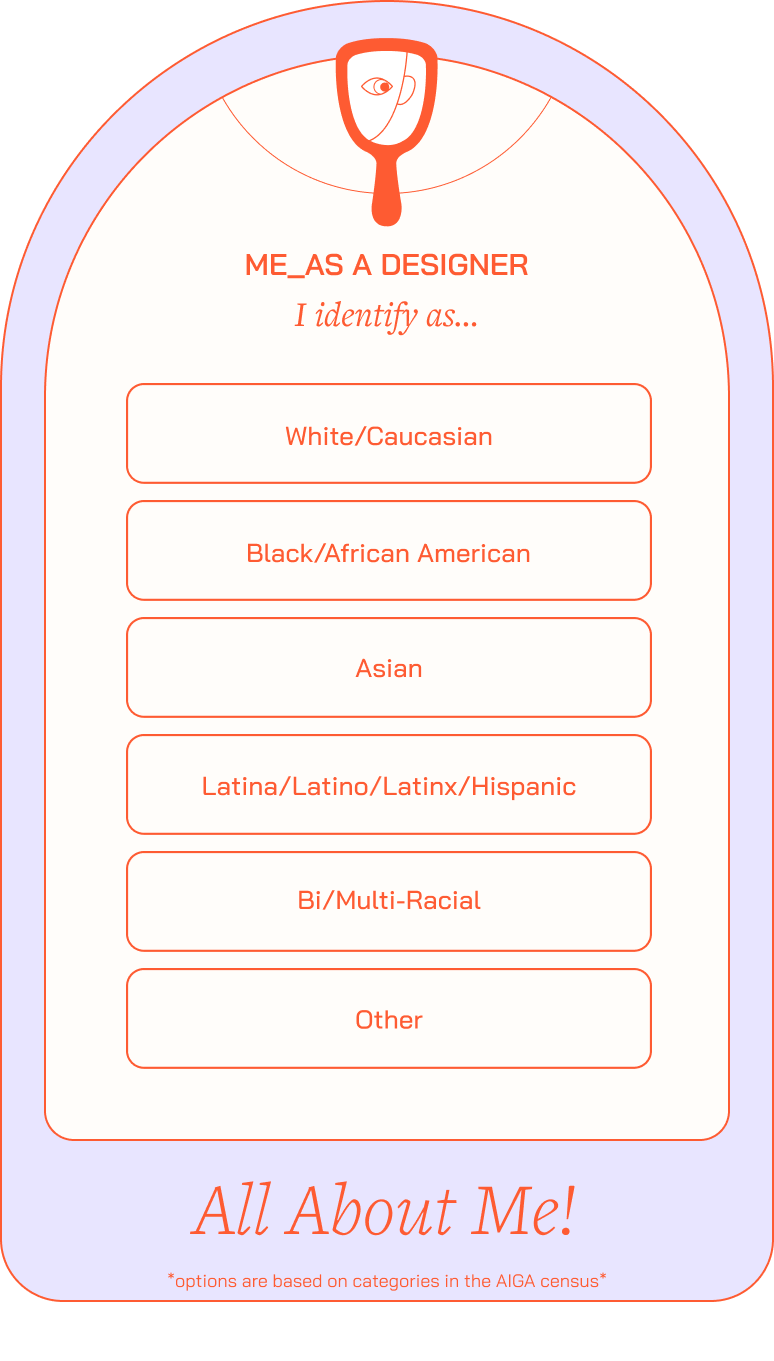 ME_AS A DESIGNER
I identify as...
White/Caucasian
Black/African American
Asian
Latina/Latino/Latinx/Hispanic
Bi/Multi-Racial
Other
All About Me!
*options are based on categories in the AIGA census*